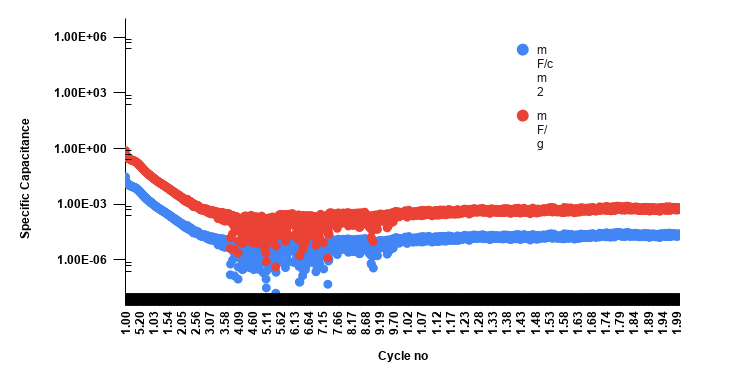 1.00E+06
1.00E+03
1.00E+00
1.00E-03
1.00E-06
Specific Capacitance
m
F/c
m
2
m
F/
g
1.00 5.20 1.03 1.54 2.05 2.56 3.07 3.58 4.09 4.60 5.11 5.62 6.13 6.64 7.15 7.66 8.17 8.68 9.19 9.70 1.02 1.07 1.12 1.17 1.23 1.28 1.33 1.38 1.43 1.48 1.53 1.58 1.63 1.68 1.74 1.79 1.84 1.89 1.94 1.99
Cycle no